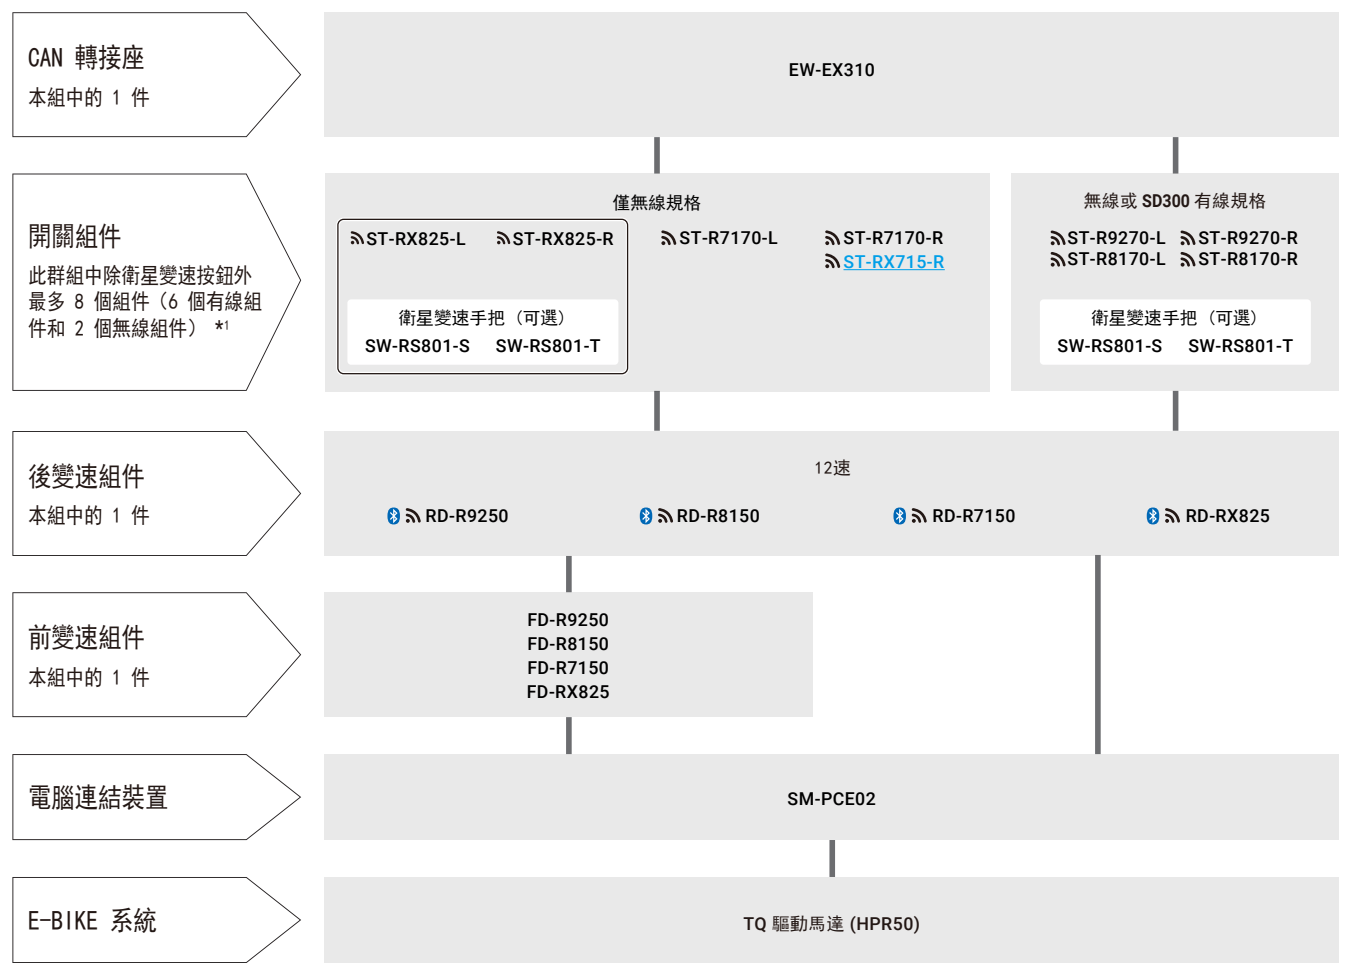 CAN 轉接座
本組中的 1 件
EW-EX310
開關組件
此群組中除衛星變速按鈕外
最多 8 個組件（6 個有線組
件和 2 個無線組件） *1
僅無線規格
ST-RX825-L ST-RX825-R ST-R7170-L ST-R7170-R
ST-RX715-R
衛星變速手把（可選）
SW-RS801-S SW-RS801-T
無線或 SD300 有線規格
ST-R9270-L ST-R9270-R
ST-R8170-L ST-R8170-R
衛星變速手把（可選）
SW-RS801-S SW-RS801-T
後變速組件
本組中的 1 件
12速
RD-R9250 RD-R8150 RD-R7150 RD-RX825
前變速組件
本組中的 1 件
FD-R9250
FD-R8150
FD-R7150
FD-RX825
電腦連結裝置
SM-PCE02
E-BIKE 系統
TQ 驅動馬達 (HPR50)